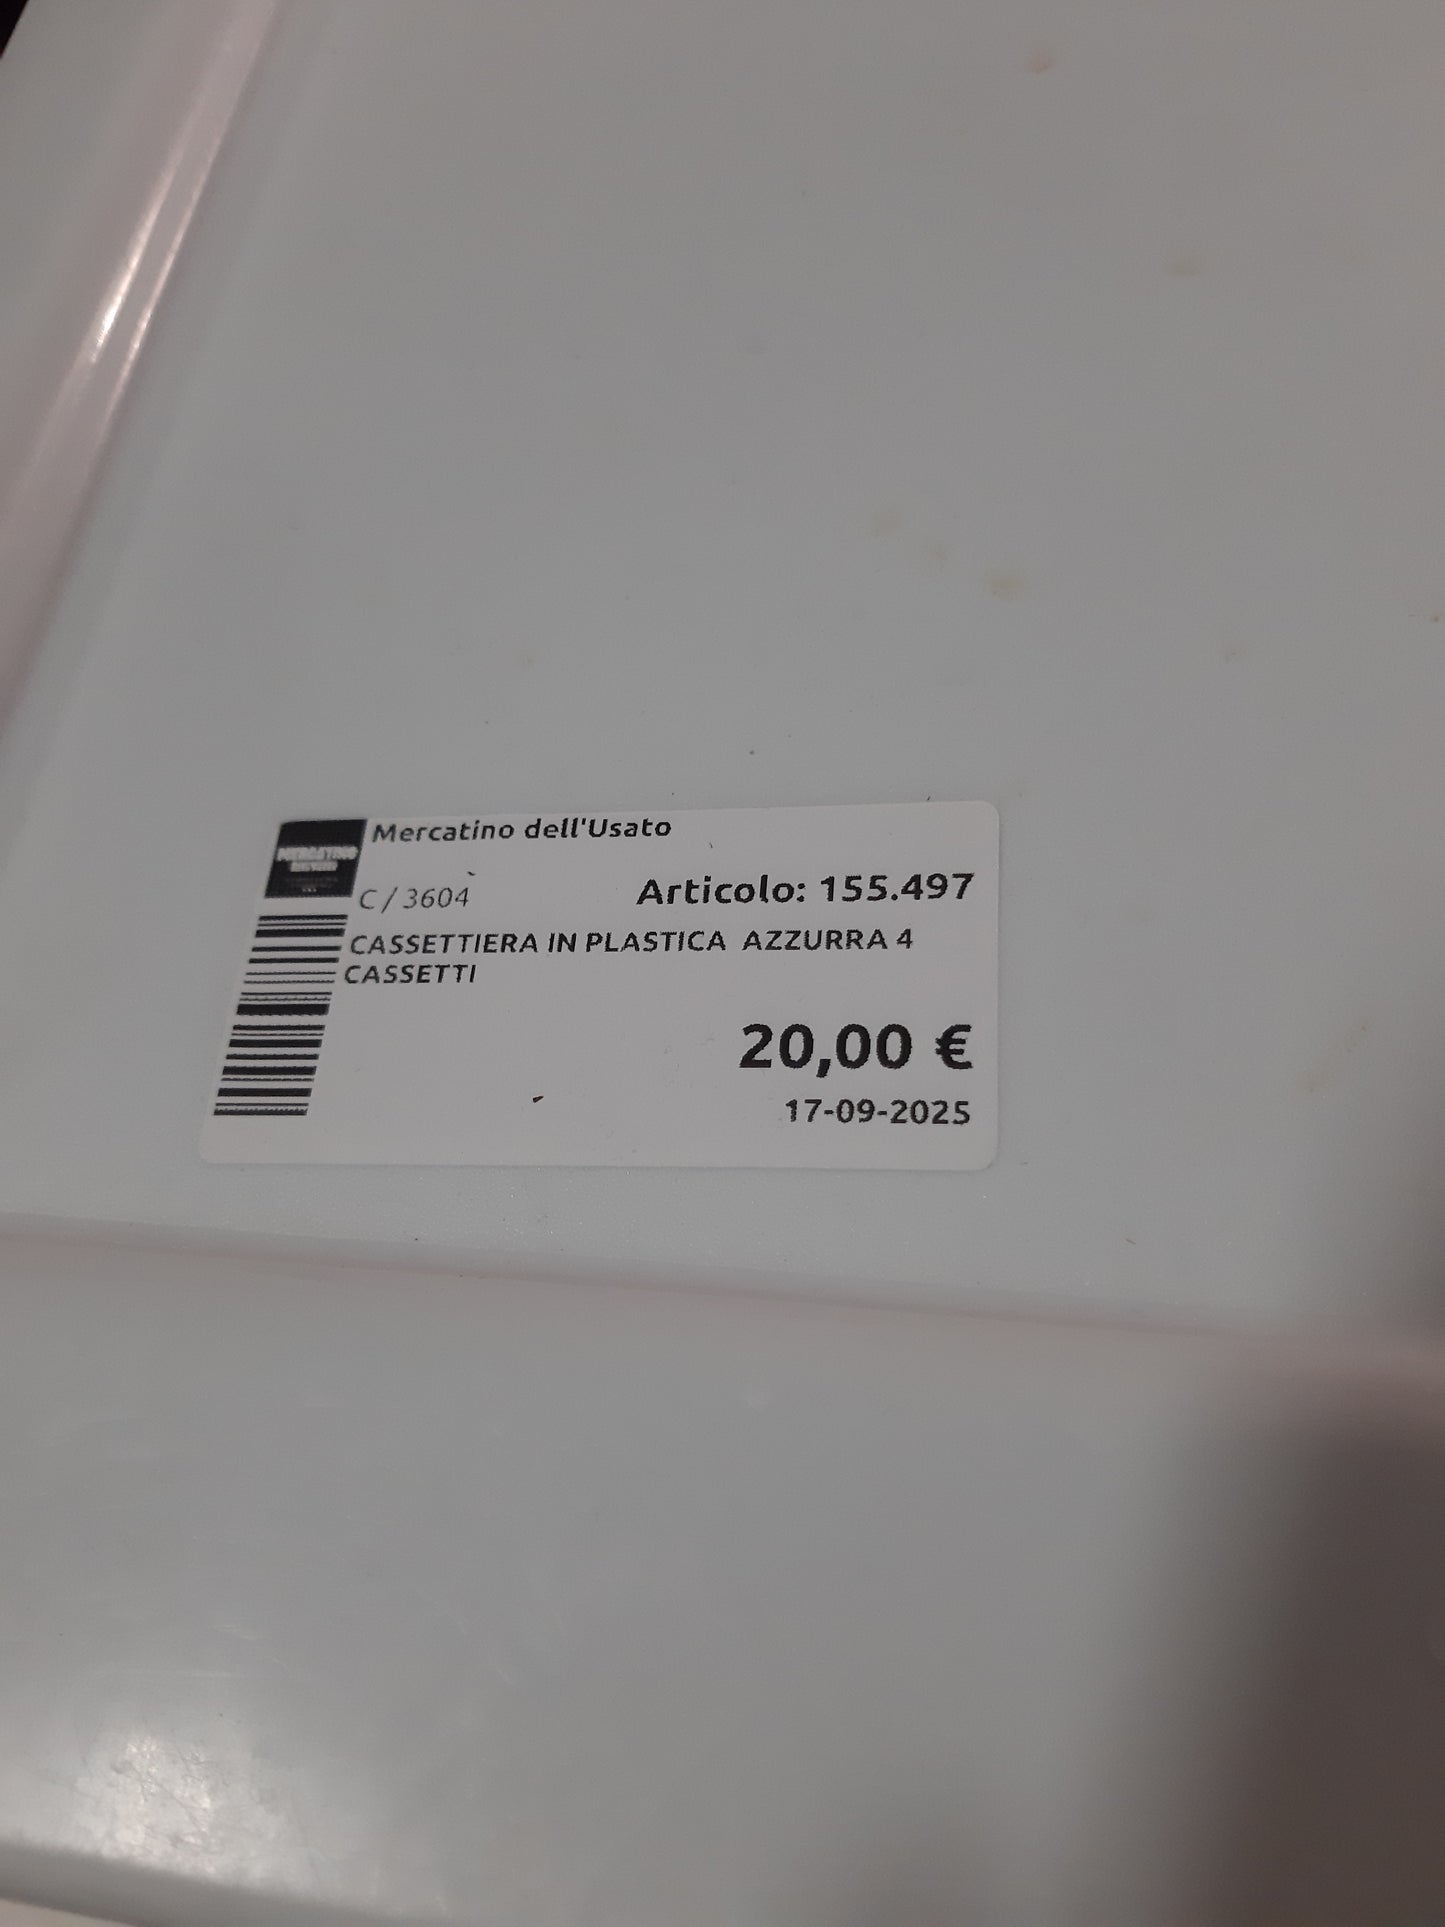 Mercatino dell'Usato
C / 3604 Articolo: 155.497
CASSETTIERA IN PLASTICA AZZURRA 4
CASSETTI
20,00 €
17-09-2025